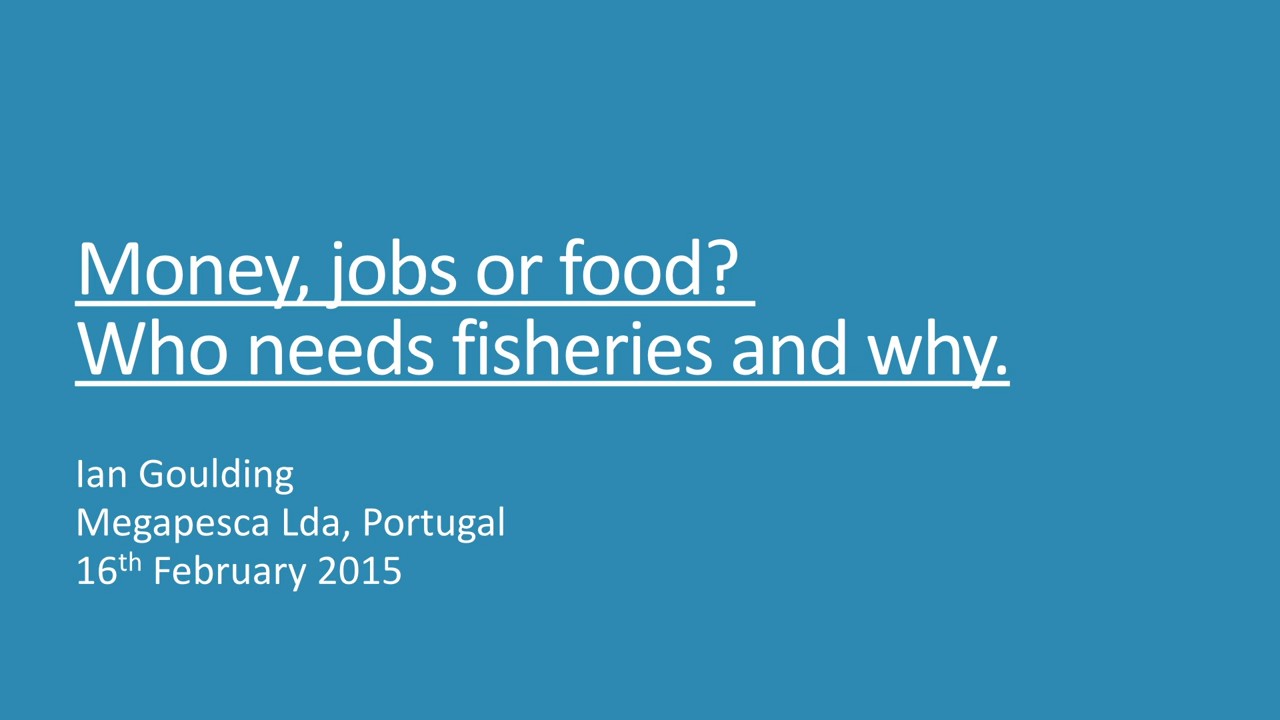 Money, jobs or food?
Who needs fisheries and why.
Ian Goulding
Megapesca Lda, Portugal
16th February 2015